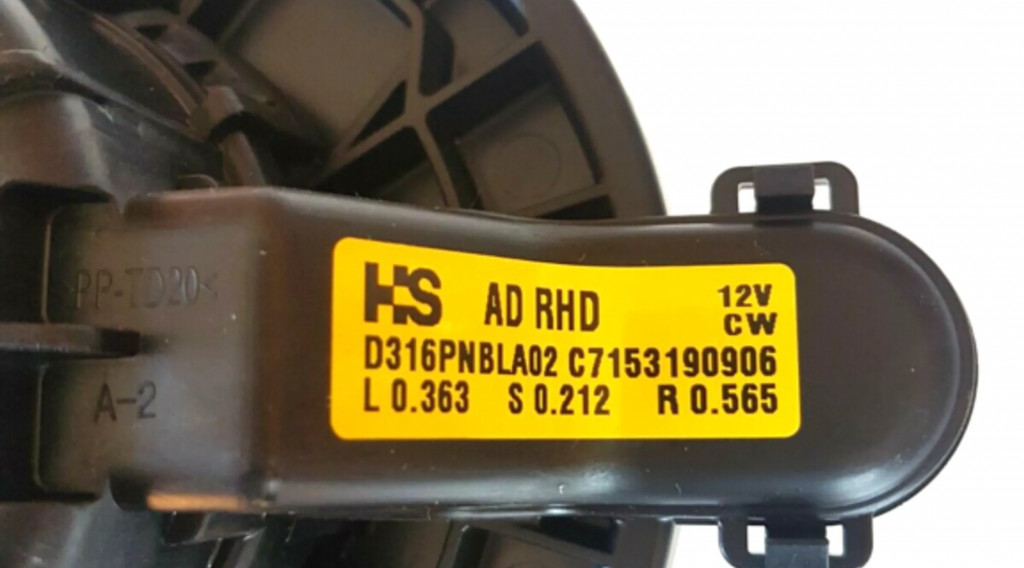 >PP-TD20<
A-2
HS AD RHD 12V
CW
D316PNBLA02 C7153190906
L 0.363 S 0.212 R 0.565